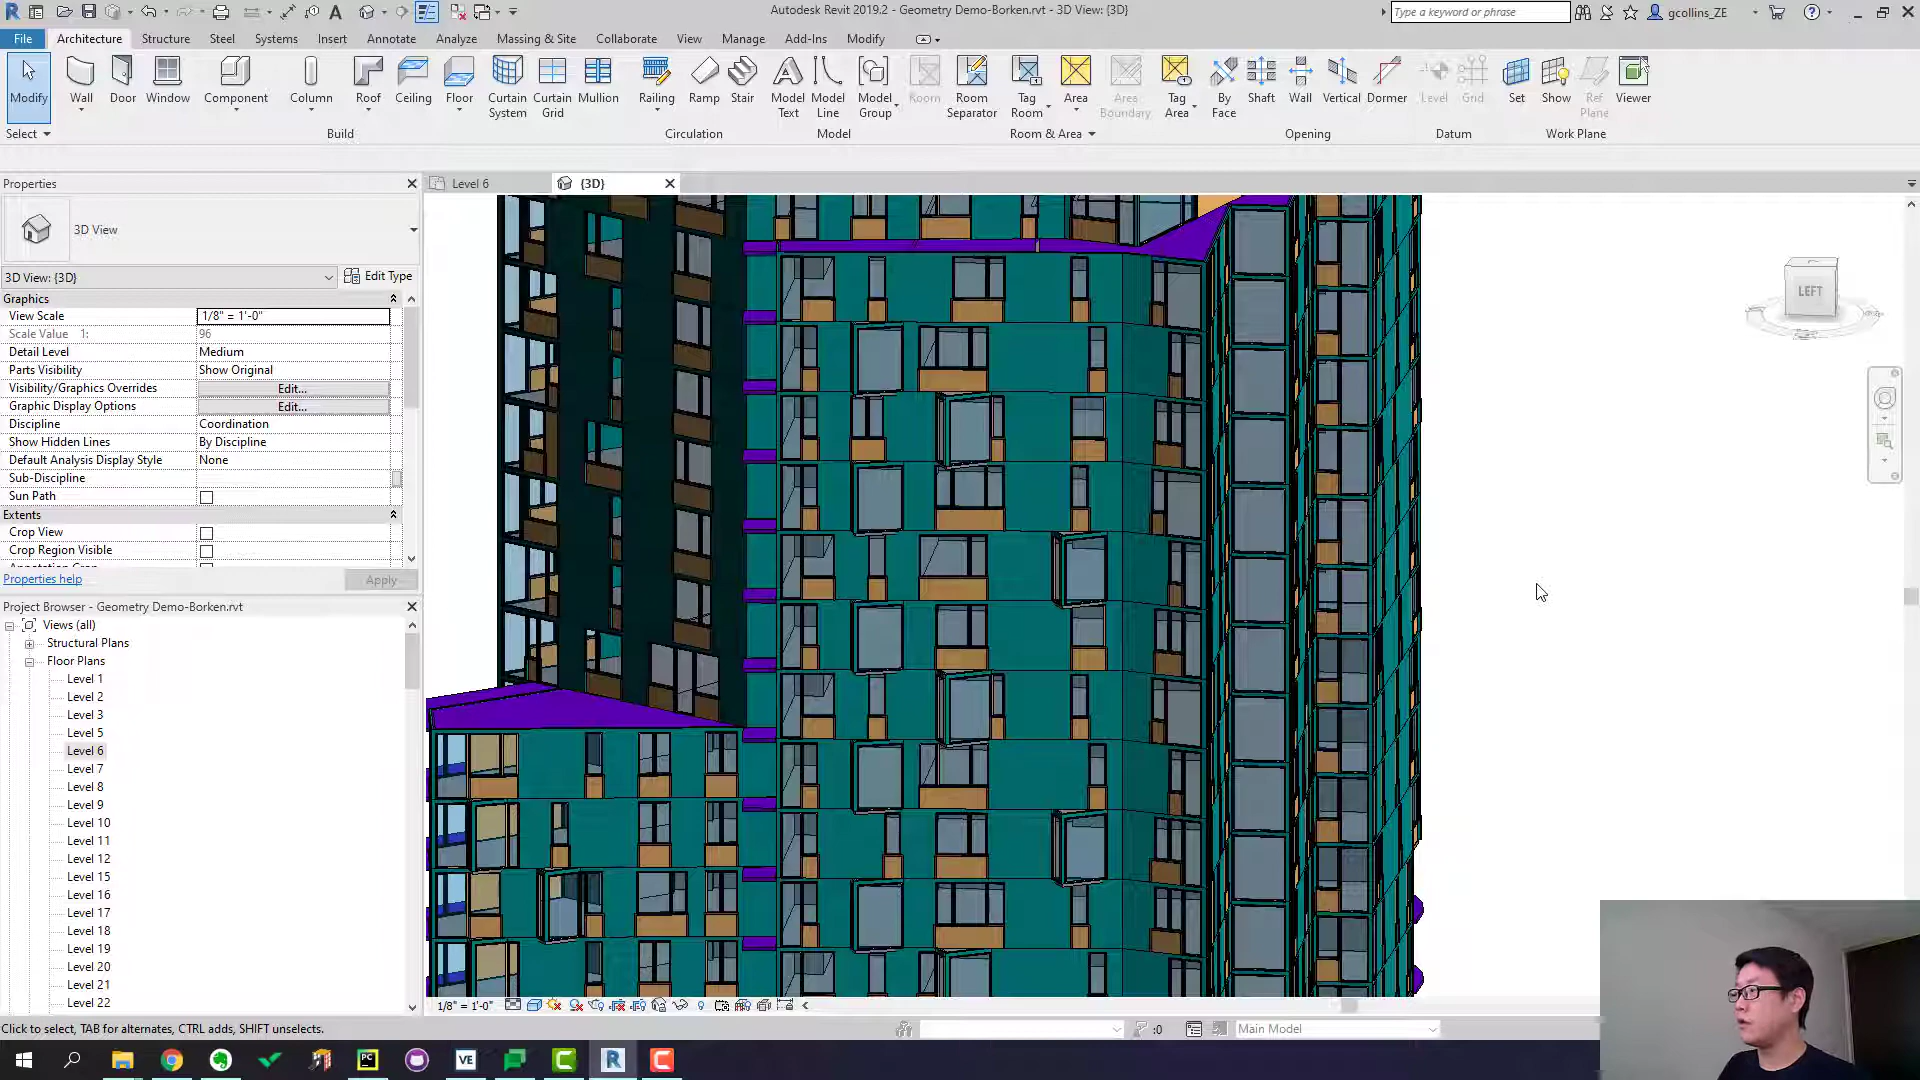 Autodesk Revit 2019.2 - Geometry Demo-Borken.rvt - 3D View: {3D}
Type a keyword or phrase
gcollins_ZE
File Architecture Structure Steel Systems Insert Annotate Analyze Massing & Site Collaborate View Manage Add-Ins Modify
Modify Wall Door Window Component Column Roof Ceiling Floor Curtain System Curtain Grid Mullion Railing Ramp Stair Model Text Model Line Model Group Room Room Separator Tag Room Area Area Boundary Tag Area By Face Shaft Wall Vertical Dormer Level Grid Set Show Ref Plane Viewer
Select Build Circulation Model Room & Area Opening Datum Work Plane
Properties
Level 6
{3D}
3D View
3D View: {3D}
Edit Type
Graphics
View Scale 1/8" = 1'-0"
Scale Value 1: 96
Detail Level Medium
Parts Visibility Show Original
Visibility/Graphics Overrides Edit...
Graphic Display Options Edit...
Discipline Coordination
Show Hidden Lines By Discipline
Default Analysis Display Style None
Sub-Discipline
Sun Path
Extents
Crop View
Crop Region Visible
Properties help
Apply
LEFT
Project Browser - Geometry Demo-Borken.rvt
Views (all)
Structural Plans
Floor Plans
Level 1
Level 2
Level 3
Level 5
Level 6
Level 7
Level 8
Level 9
Level 10
Level 11
Level 12
Level 15
Level 16
Level 17
Level 18
Level 19
Level 20
Level 21
Level 22
1/8" = 1'-0"
Click to select, TAB for alternates, CTRL adds, SHIFT unselects.
:0
Main Model
PC
VE
R